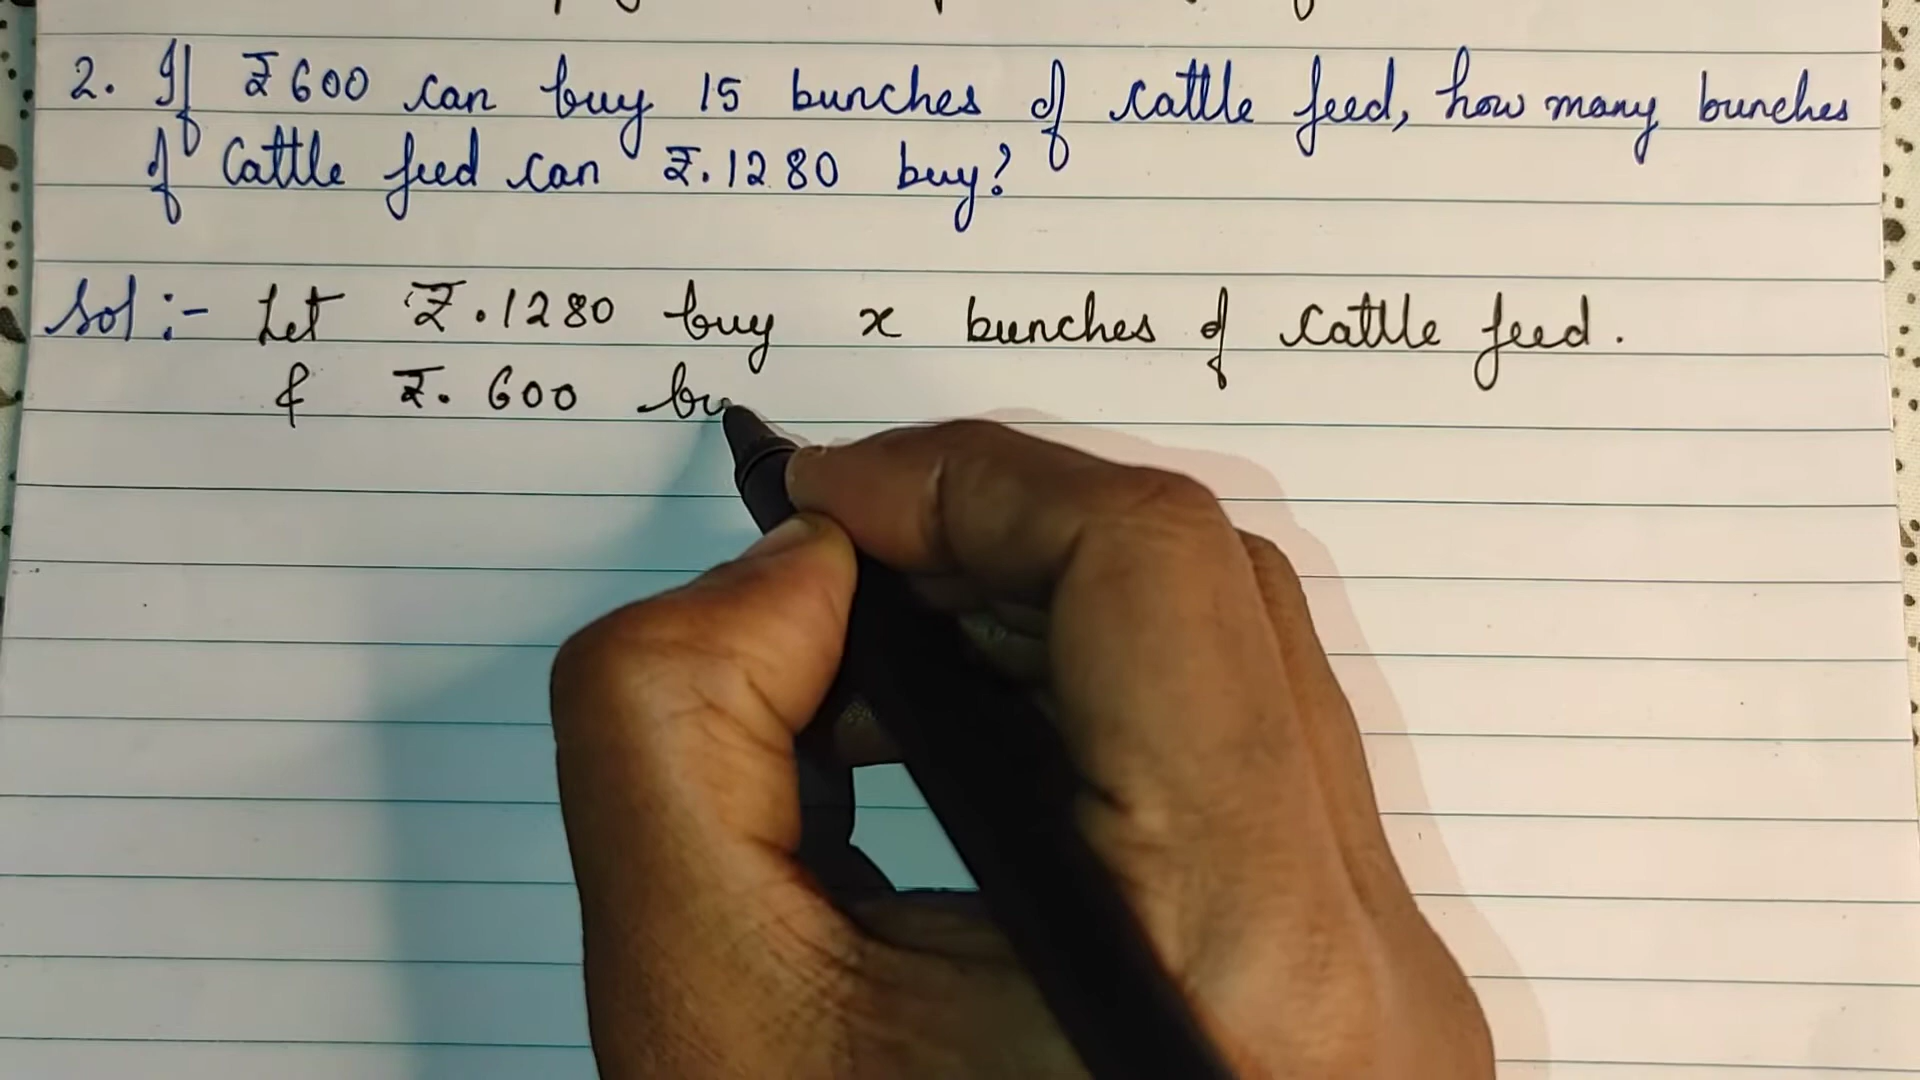 2. If ₹600 can buy 15 bunches of cattle feed, how many bunches
of Cattle feed can ₹.1280 buy?
Sol :- Let ₹.1280 buy x bunches of cattle feed.
& ₹. 600 bu